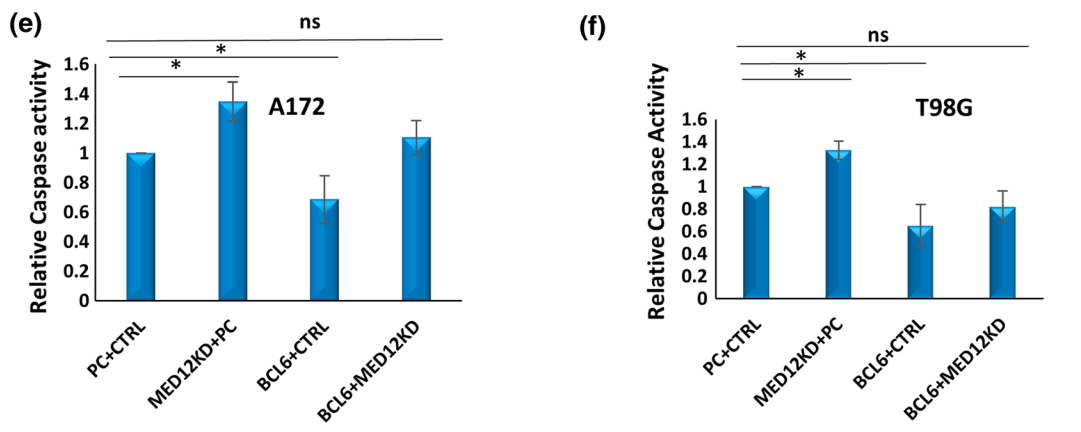 (e)
ns
*
*
A172
Relative Caspase activity
1.6
1.4
1.2
1
0.8
0.6
0.4
0.2
0
PC+CTRL
MED12KD+PC
BCL6+CTRL
BCL6+MED12KD
(f)
ns
*
*
T98G
Relative Caspase Activity
1.6
1.4
1.2
1
0.8
0.6
0.4
0.2
0
PC+CTRL
MED12KD+PC
BCL6+CTRL
BCL6+MED12KD